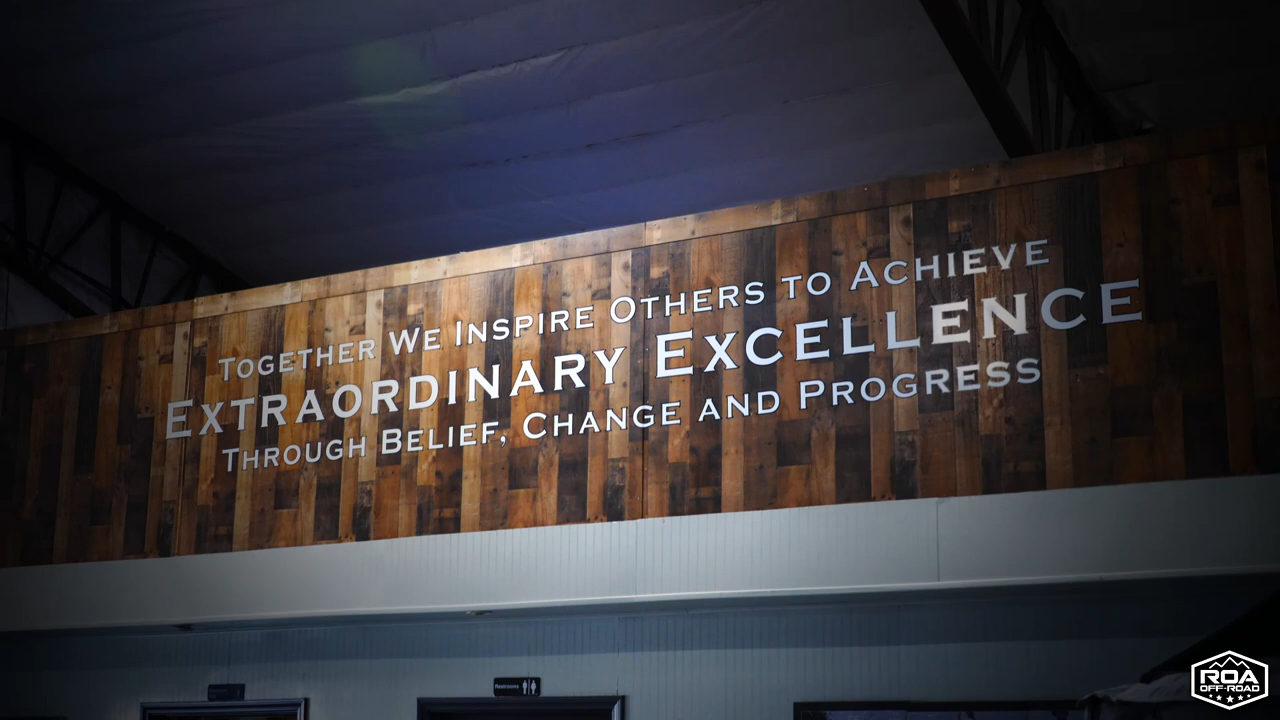 Together We Inspire Others to Achieve
Extraordinary Excellence
Through Belief, Change and Progress
Restrooms
ROA
OFF-ROAD